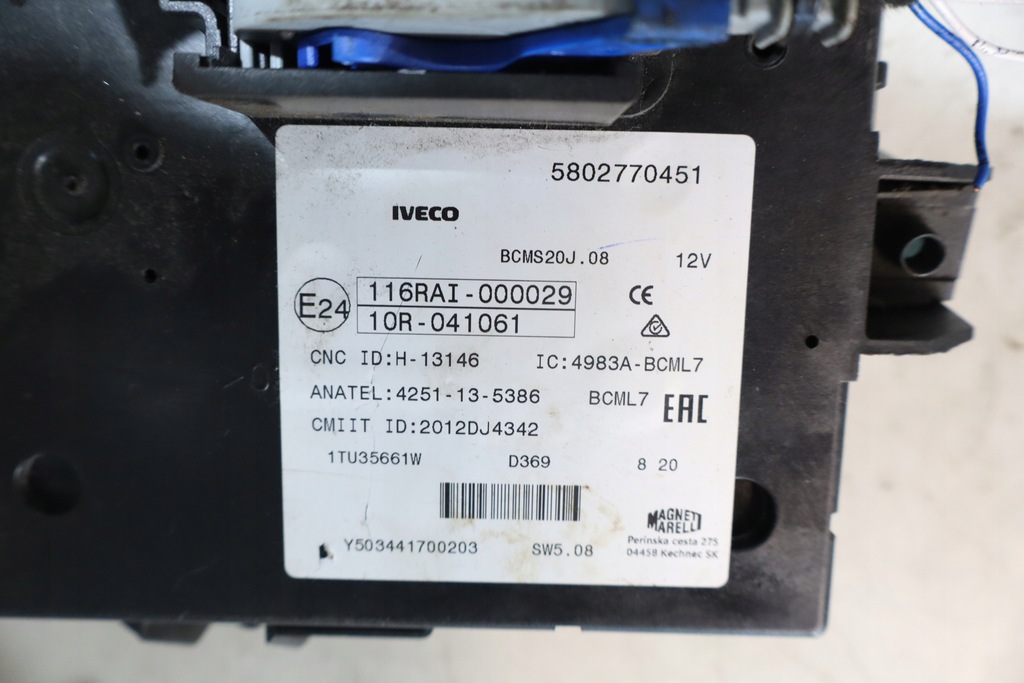 5802770451
IVECO
BCMS20J.08 12V
E24 116RAI-000029 CE
10R-041061
CNC ID:H-13146 IC:4983A-BCML7
ANATEL:4251-13-5386 BCML7 EAC
CMIIT ID:2012DJ4342
1TU35661W D369 8 20
MAGNETI
MARELLI
Perinska cesta 275
Y503441700203 SW5.08 04458 Kechnec SK